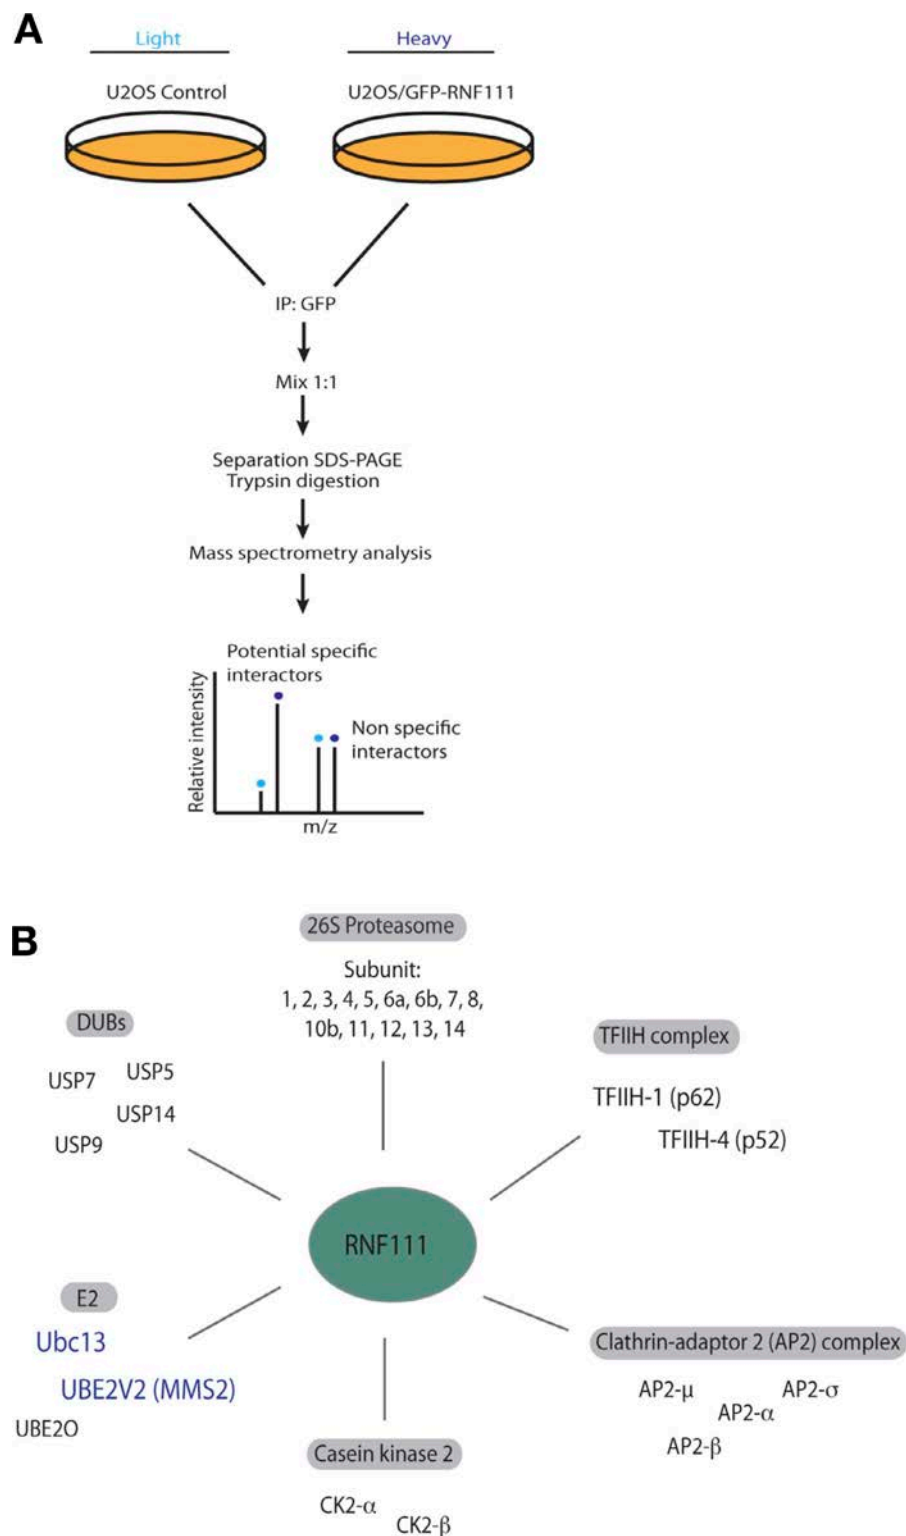 A
Light
Heavy
U2OS Control
U2OS/GFP-RNF111
IP: GFP
Mix 1:1
Separation SDS-PAGE
Trypsin digestion
Mass spectrometry analysis
Potential specific
interactors
Non specific
interactors
Relative intensity
m/z
B
26S Proteasome
Subunit:
1, 2, 3, 4, 5, 6a, 6b, 7, 8,
10b, 11, 12, 13, 14
DUBs
USP7
USP5
USP14
USP9
TFIIH complex
TFIIH-1 (p62)
TFIIH-4 (p52)
RNF111
E2
Ubc13
UBE2V2 (MMS2)
UBE2O
Clathrin-adaptor 2 (AP2) complex
AP2-μ
AP2-σ
AP2-α
AP2-β
Casein kinase 2
CK2-α
CK2-β